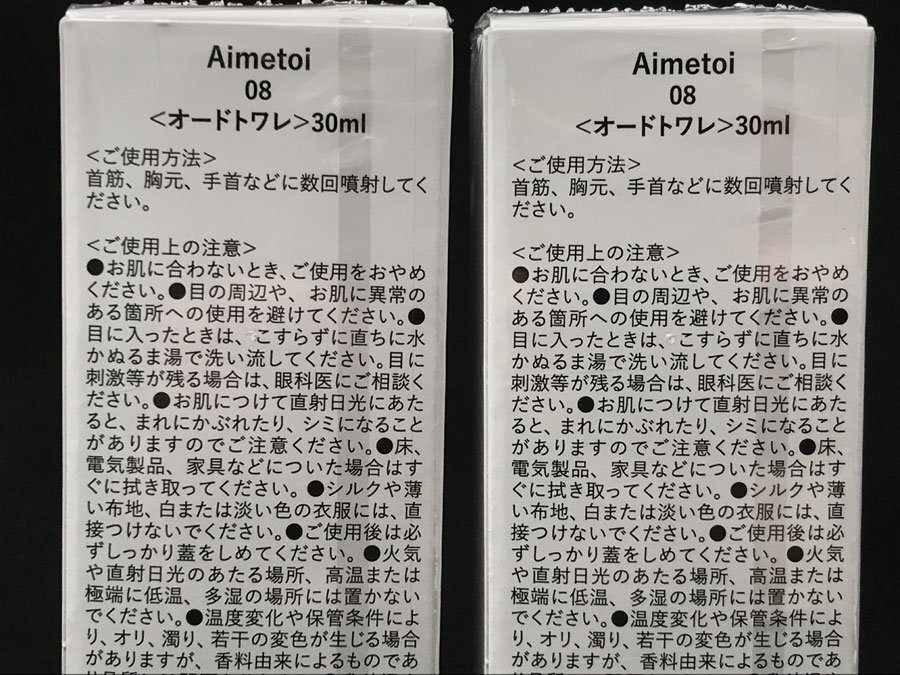 Aimetoi
08
<オードトワレ>30ml
<ご使用方法>
首筋、胸元、手首などに数回噴射してく
ださい。
<ご使用上の注意>
●お肌に合わないとき、ご使用をおやめ
ください。●目の周辺や、お肌に異常の
ある箇所への使用を避けてください。●
目に入ったときは、こすらずに直ちに水
かぬるま湯で洗い流してください。目に
刺激等が残る場合は、眼科医にご相談く
ださい。●お肌につけて直射日光にあた
ると、まれにかぶれたり、シミになること
がありますのでご注意ください。●床、
電気製品、家具などについた場合はす
ぐに拭き取ってください。●シルクや薄
い布地、白または淡い色の衣服には、直
接つけないでください。●ご使用後は必
ずしっかり蓋をしめてください。●火気
や直射日光のあたる場所、高温または
極端に低温、多湿の場所には置かない
でください。●温度変化や保管条件によ
り、オリ、濁り、若干の変色が生じる場合
がありますが、香料由来によるものであ
Aimetoi
08
<オードトワレ>30ml
<ご使用方法>
首筋、胸元、手首などに数回噴射してく
ださい。
<ご使用上の注意>
●お肌に合わないとき、ご使用をおやめ
ください。●目の周辺や、お肌に異常の
ある箇所への使用を避けてください。●
目に入ったときは、こすらずに直ちに水
かぬるま湯で洗い流してください。目に
刺激等が残る場合は、眼科医にご相談く
ださい。●お肌につけて直射日光にあた
ると、まれにかぶれたり、シミになること
がありますのでご注意ください。●床、
電気製品、家具などについた場合はす
ぐに拭き取ってください。●シルクや薄
い布地、白または淡い色の衣服には、直
接つけないでください。●ご使用後は必
ずしっかり蓋をしめてください。●火気
や直射日光のあたる場所、高温または
極端に低温、多湿の場所には置かない
でください。●温度変化や保管条件によ
り、オリ、濁り、若干の変色が生じる場合
がありますが、香料由来によるものであ